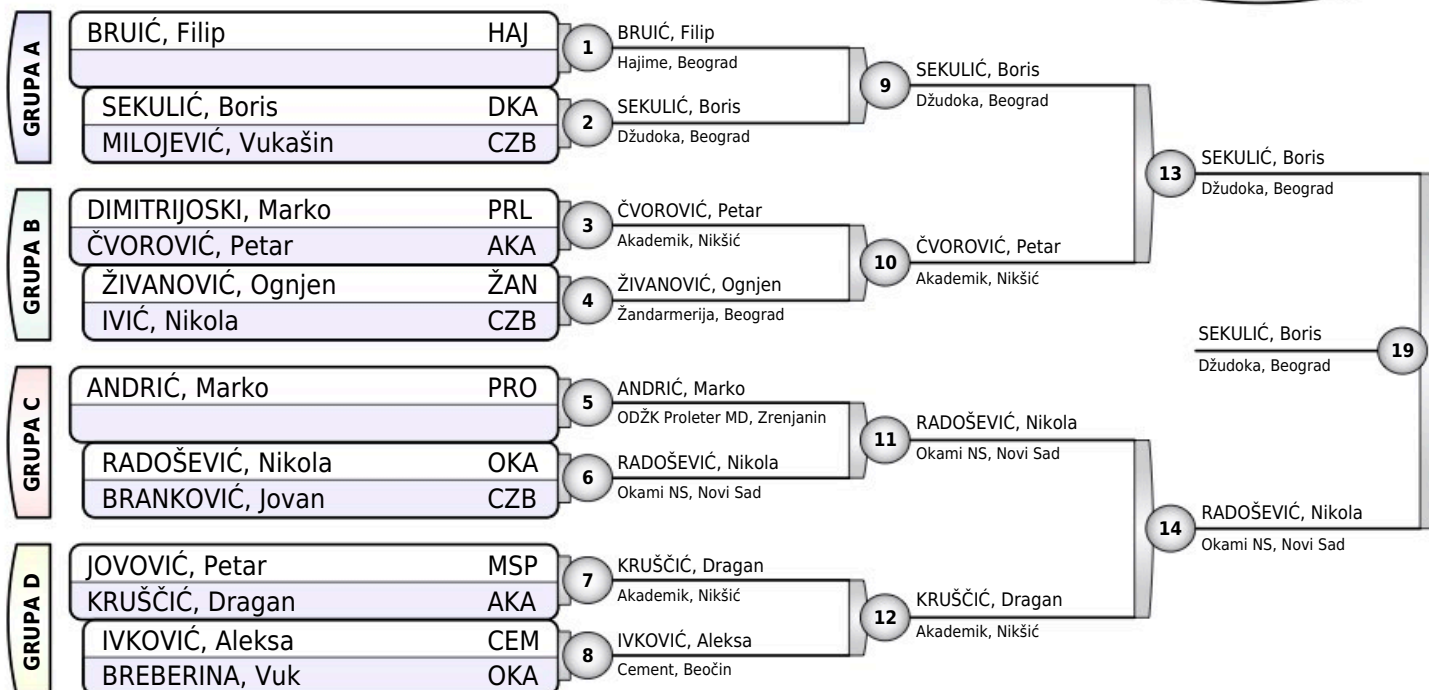 GRUPA A
BRUIĆ, Filip HAJ
SEKULIĆ, Boris DKA
MILOJEVIĆ, Vukašin CZB
GRUPA B
DIMITRIJOSKI, Marko PRL
ČVOROVIĆ, Petar AKA
ŽIVANOVIĆ, Ognjen ŽAN
IVIĆ, Nikola CZB
GRUPA C
ANDRIĆ, Marko PRO
RADOŠEVIĆ, Nikola OKA
BRANKOVIĆ, Jovan CZB
GRUPA D
JOVOVIĆ, Petar MSP
KRUŠČIĆ, Dragan AKA
IVKOVIĆ, Aleksa CEM
BREBERINA, Vuk OKA
1 BRUIĆ, Filip
Hajime, Beograd
2 SEKULIĆ, Boris
Džudoka, Beograd
3 ČVOROVIĆ, Petar
Akademik, Nikšić
4 ŽIVANOVIĆ, Ognjen
Žandarmerija, Beograd
5 ANDRIĆ, Marko
ODŽK Proleter MD, Zrenjanin
6 RADOŠEVIĆ, Nikola
Okami NS, Novi Sad
7 KRUŠČIĆ, Dragan
Akademik, Nikšić
8 IVKOVIĆ, Aleksa
Cement, Beočin
9 SEKULIĆ, Boris
Džudoka, Beograd
10 ČVOROVIĆ, Petar
Akademik, Nikšić
11 RADOŠEVIĆ, Nikola
Okami NS, Novi Sad
12 KRUŠČIĆ, Dragan
Akademik, Nikšić
13 SEKULIĆ, Boris
Džudoka, Beograd
14 RADOŠEVIĆ, Nikola
Okami NS, Novi Sad
SEKULIĆ, Boris 19
Džudoka, Beograd